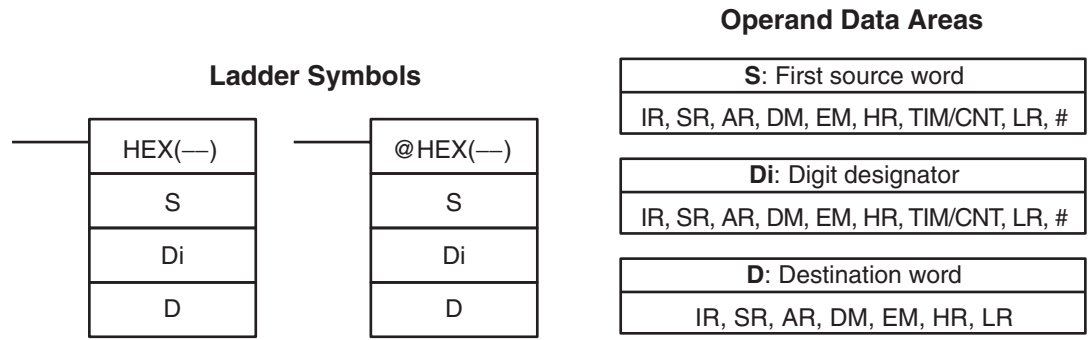 Ladder Symbols
HEX(––)
S
Di
D
@HEX(––)
S
Di
D
Operand Data Areas
S: First source word
IR, SR, AR, DM, EM, HR, TIM/CNT, LR, #
Di: Digit designator
IR, SR, AR, DM, EM, HR, TIM/CNT, LR, #
D: Destination word
IR, SR, AR, DM, EM, HR, LR